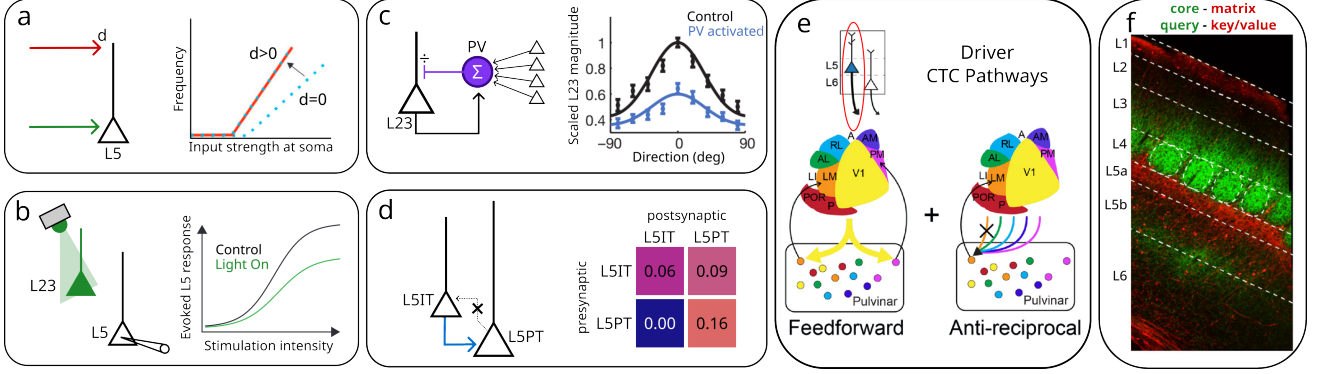 a
d
L5
Frequency
d>0
d=0
Input strength at soma
b
L23
L5
Evoked L5 response
Control
Light On
Stimulation intensity
c
÷
PV
Σ
L23
Scaled L23 magnitude
Control
PV activated
1
0.8
0.6
0.4
−90
0
90
Direction (deg)
d
L5IT
L5PT
postsynaptic
L5IT L5PT
presynaptic
L5IT 0.06 0.09
L5PT 0.00 0.16
e
L5
L6
Driver
CTC Pathways
A
AM
RL
PM
AL
V1
LI
LM
POR
P
Pulvinar
Feedforward
+
A
AM
RL
PM
AL
V1
LI
LM
POR
P
Pulvinar
Anti-reciprocal
f
core - matrix
query - key/value
L1
L2
L3
L4
L5a
L5b
L6